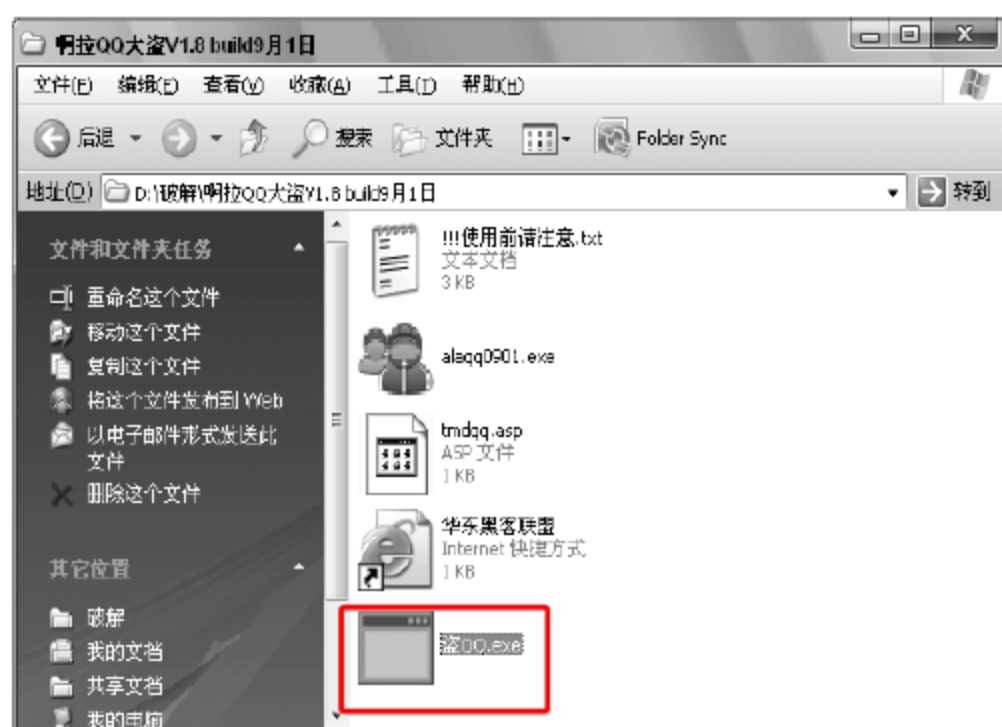 啊拉QQ大盗V1.8 build9月1日
文件(F) 编辑(E) 查看(V) 收藏(A) 工具(T) 帮助(H)
后退 搜索 文件夹 Folder Sync
地址(D) D:\破解\啊拉QQ大盗V1.8 build9月1日 转到
文件和文件夹任务
重命名这个文件
移动这个文件
复制这个文件
将这个文件发布到 Web
以电子邮件形式发送此
文件
删除这个文件
其它位置
破解
我的文档
共享文档
我的电脑
!!!使用前请注意.txt
文本文档
3 KB
alaqq0901.exe
tmdqq.asp
ASP 文件
1 KB
华东黑客联盟
Internet 快捷方式
1 KB
盗QQ.exe